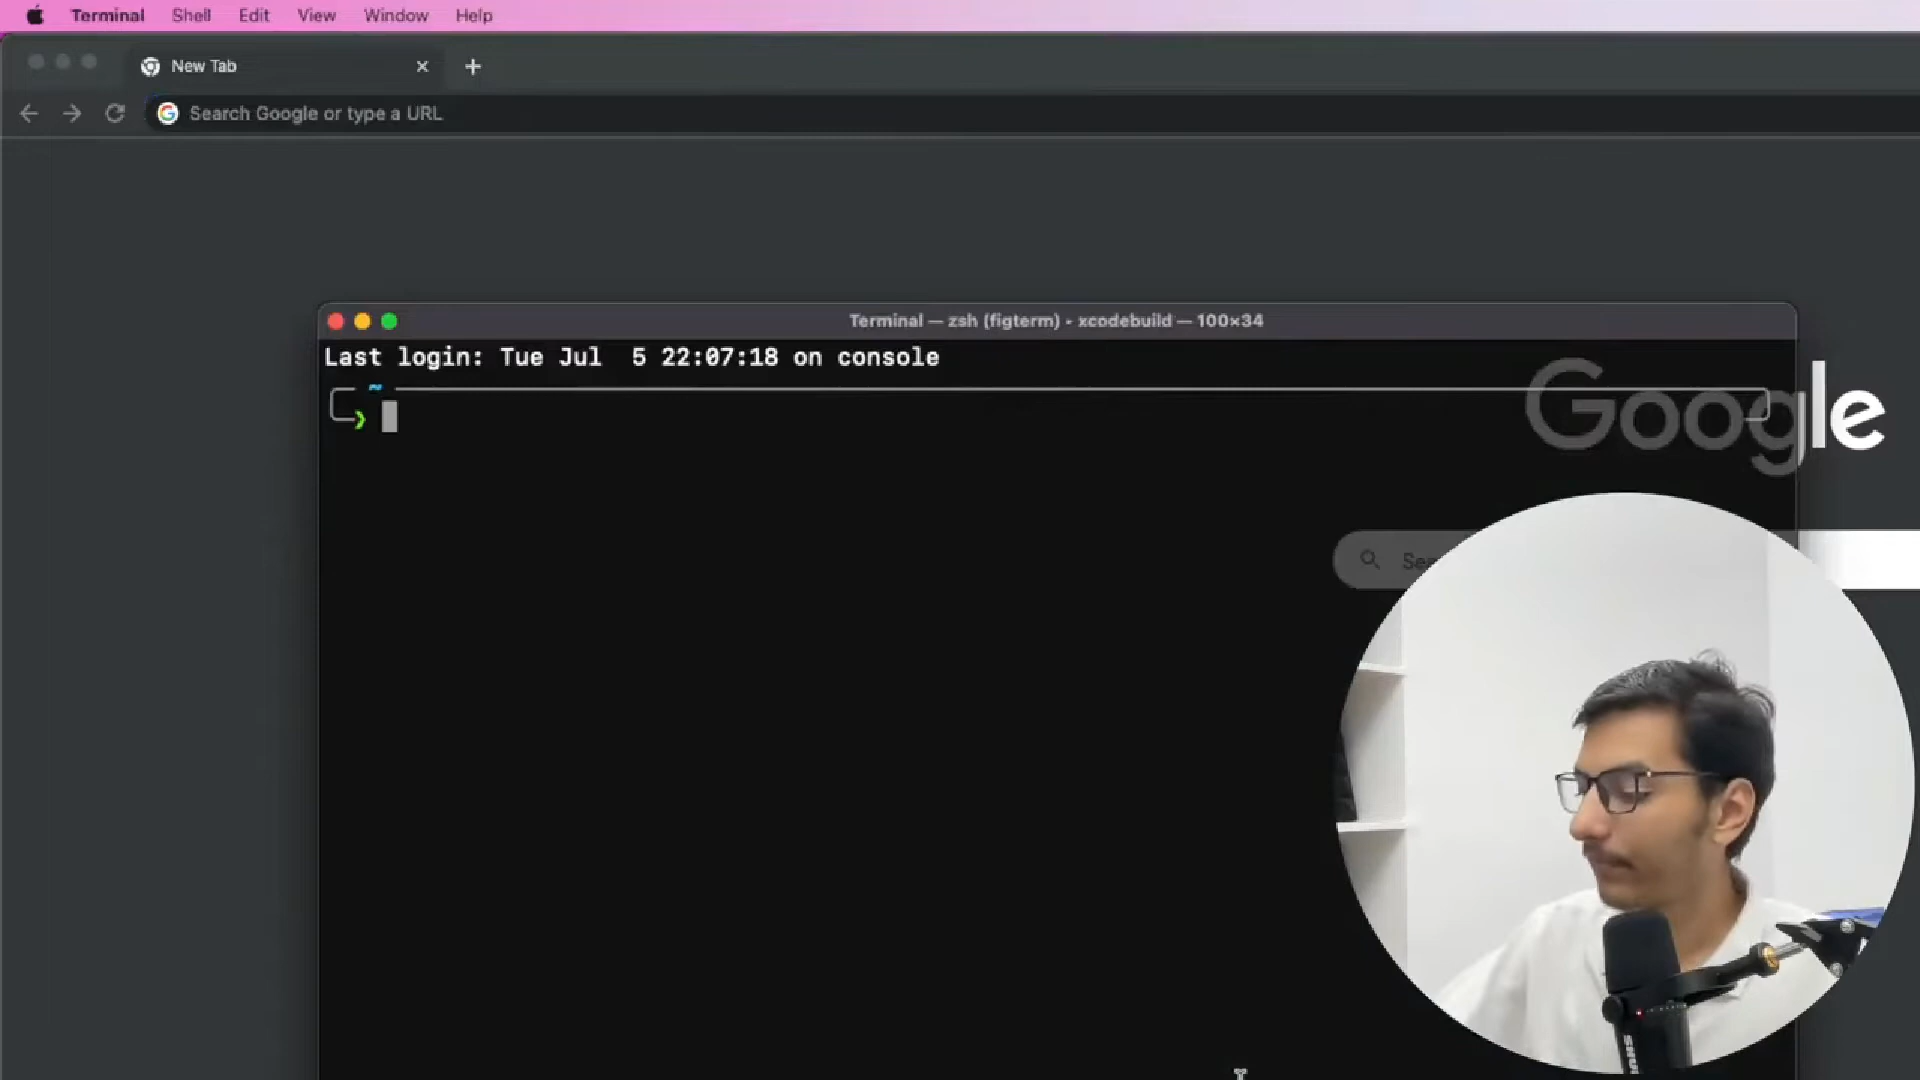 Terminal Shell Edit View Window Help
New Tab
Search Google or type a URL
Terminal — zsh (figterm) - xcodebuild — 100×34
Last login: Tue Jul  5 22:07:18 on console
~
Google